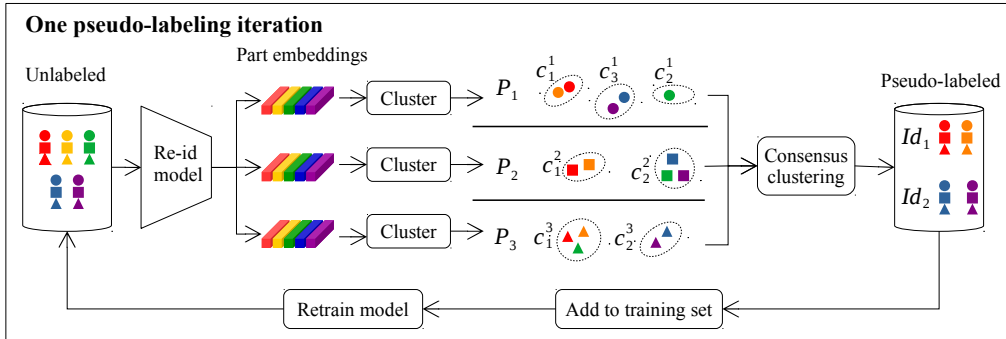 One pseudo-labeling iteration
Unlabeled
Part embeddings
Pseudo-labeled
Re-id
model
Cluster
P₁ c₁¹ c₃¹ c₂¹
Cluster
P₂ c₁² c₂²
Cluster
P₃ c₁³ c₂³
Consensus
clustering
Id₁
Id₂
Retrain model
Add to training set